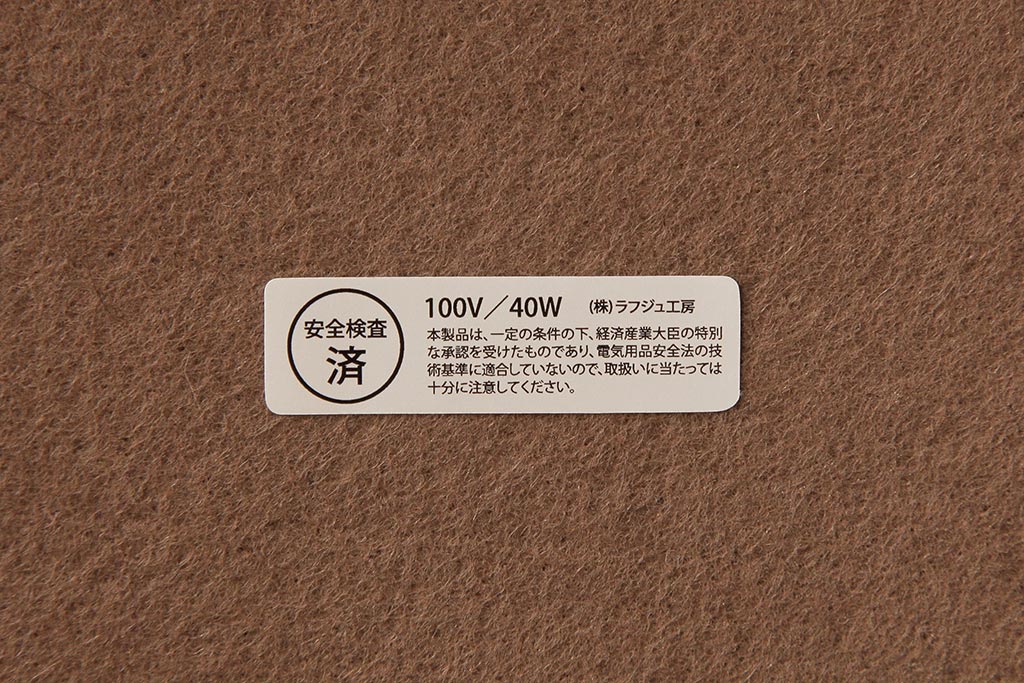 安全検査
済
100V／40W (株)ラフジュ工房
本製品は、一定の条件の下、経済産業大臣の特別
な承認を受けたものであり、電気用品安全法の技
術基準に適合していないので、取扱いに当たっては
十分に注意してください。